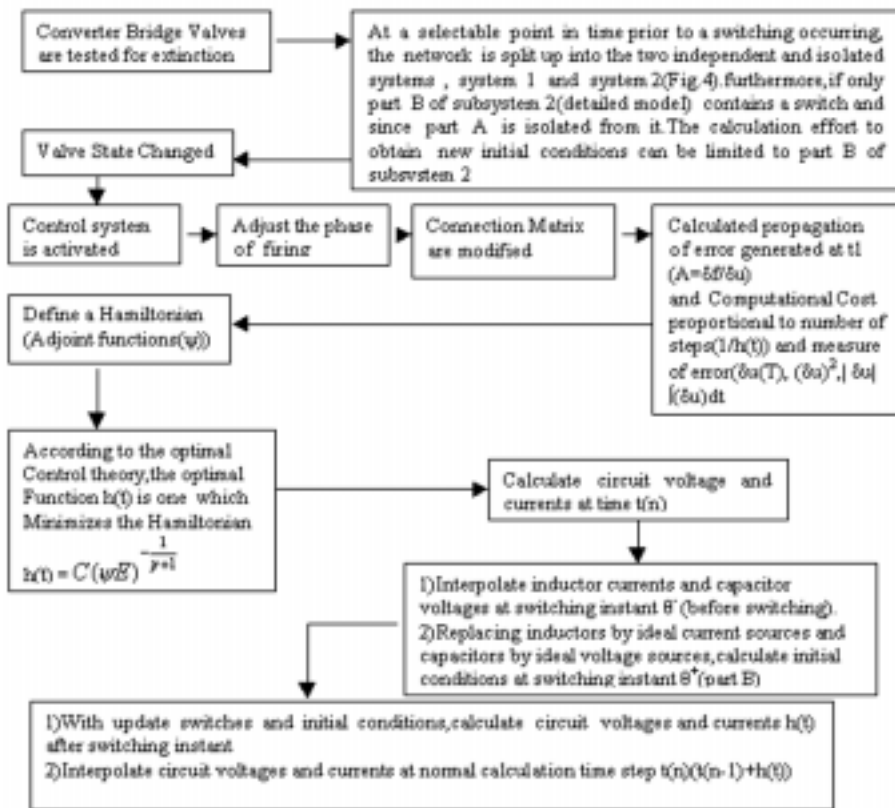 Converter Bridge Valves
are tested for extinction
At a selectable point in time prior to a switching occurring,
the network is split up into the two independent and isolated
systems , system 1 and system 2(Fig.4).furthermore,if only
part B of subsystem 2(detailed model) contains a switch and
since part A is isolated from it.The calculation effort to
obtain new initial conditions can be limited to part B of
subsystem 2
Valve State Changed
Control system
is activated
Adjust the phase
of firing
Connection Matrix
are modified
Calculated propagation
of error generated at t1
(A=δf/δu)
and Computational Cost
proportional to number of
steps(1/h(t)) and measure
of error(δu(T), (δu)²,| δu|
∫(δu)dt
Define a Hamiltonian
(Adjoint functions(ψ))
According to the optimal
Control theory,the optimal
Function h(t) is one which
Minimizes the Hamiltonian
h(t) = C(ψE)^(-1/(p+1))
Calculate circuit voltage and
currents at time t(n)
1)Interpolate inductor currents and capacitor
voltages at switching instant θ⁻(before switching).
2)Replacing inductors by ideal current sources and
capacitors by ideal voltage sources,calculate initial
conditions at switching instant θ⁺(part B)
1)With update switches and initial conditions,calculate circuit voltages and currents h(t)
after switching instant
2)Interpolate circuit voltages and currents at normal calculation time step t(n)(t(n-1)+h(t))